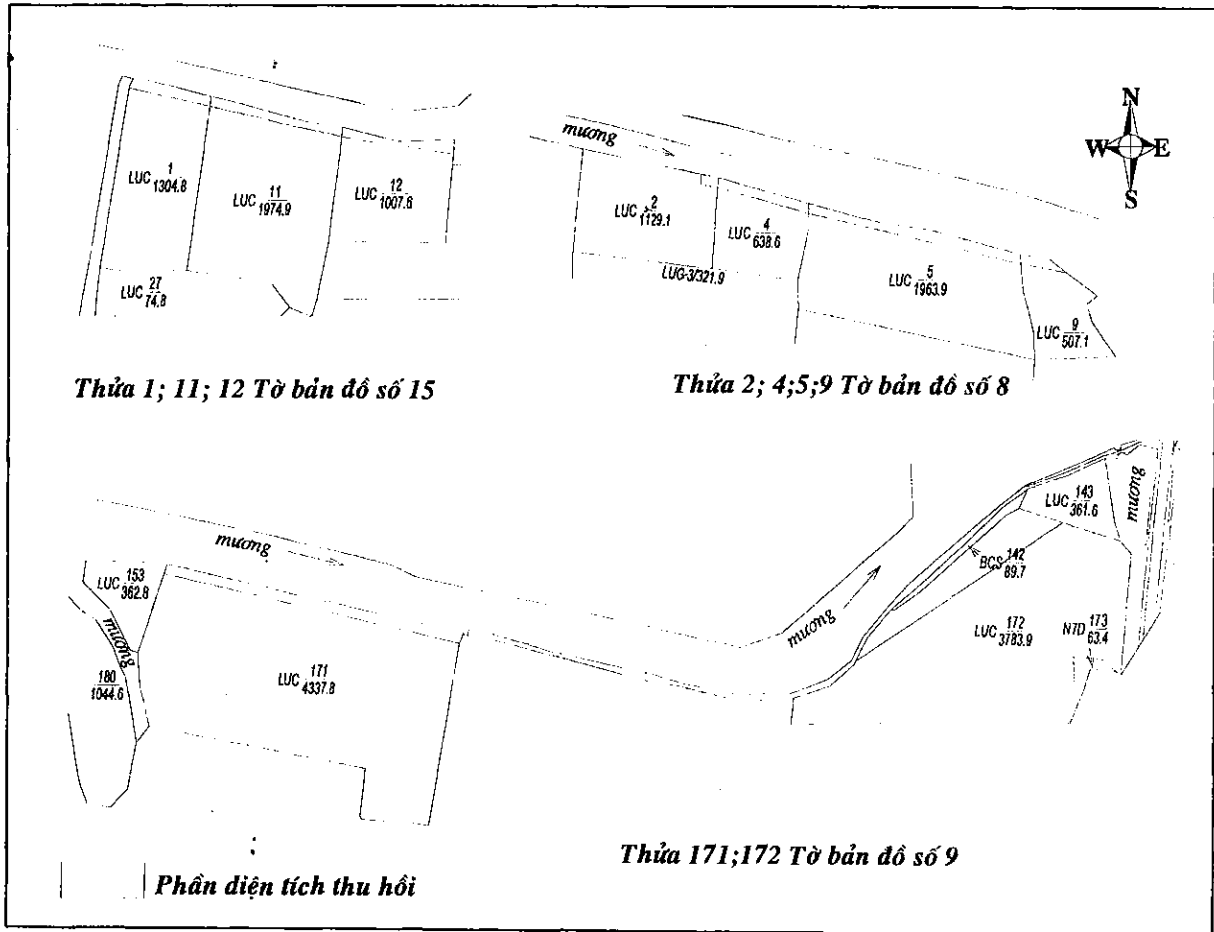 N
W E
S
mương
LUC 1/1304.8
LUC 11/1974.9
LUC 12/1007.6
LUC 27/74.8
LUC 2/1129.1
LUC 4/638.6
LUG-3/321.9
LUC 5/1963.9
LUC 9/507.1
Thửa 1; 11; 12 Tờ bản đồ số 15
Thửa 2; 4;5;9 Tờ bản đồ số 8
mương
LUC 153/362.8
mương
180/1044.6
LUC 171/4337.8
mương
LUC 143/361.6
mương
BCS 142/89.7
LUC 172/3783.9
N7D 173/63.4
Thửa 171;172 Tờ bản đồ số 9
Phần diện tích thu hồi